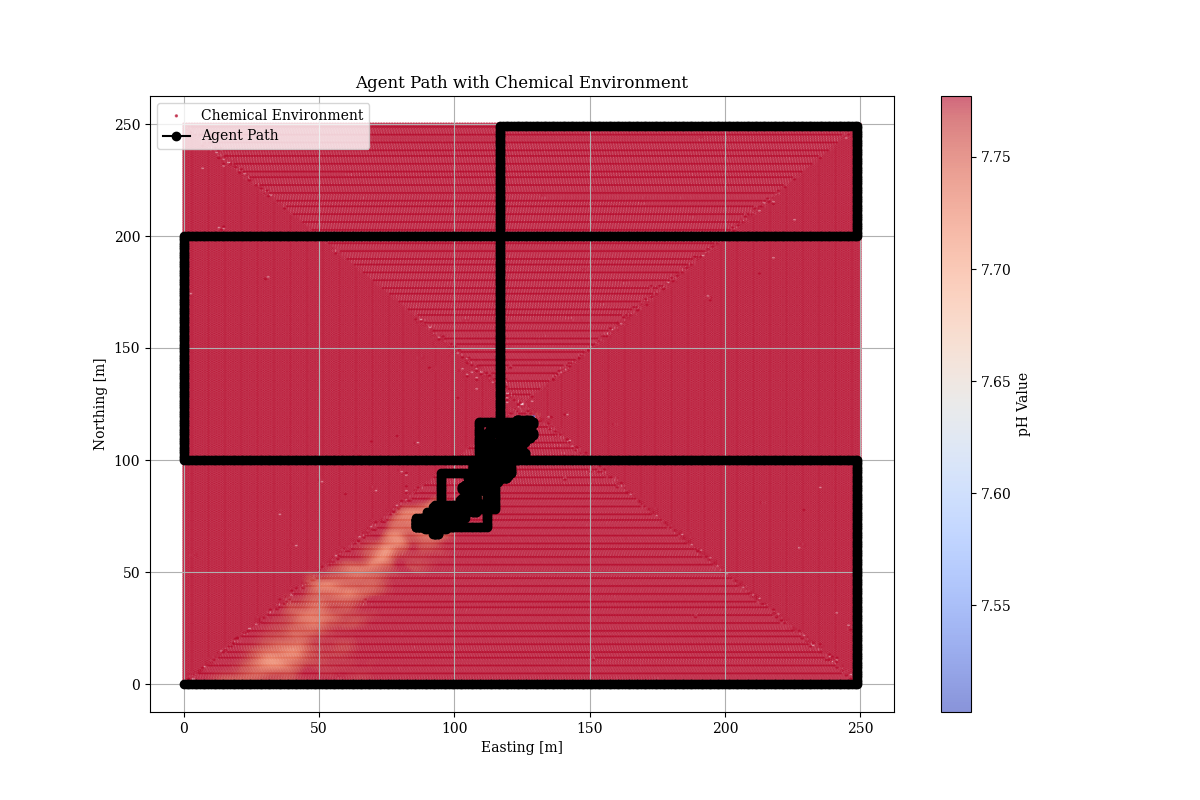 Agent Path with Chemical Environment
Chemical Environment
Agent Path
250
200
150
100
50
0
Northing [m]
0
50
100
150
200
250
Easting [m]
7.75
7.70
7.65
7.60
7.55
pH Value